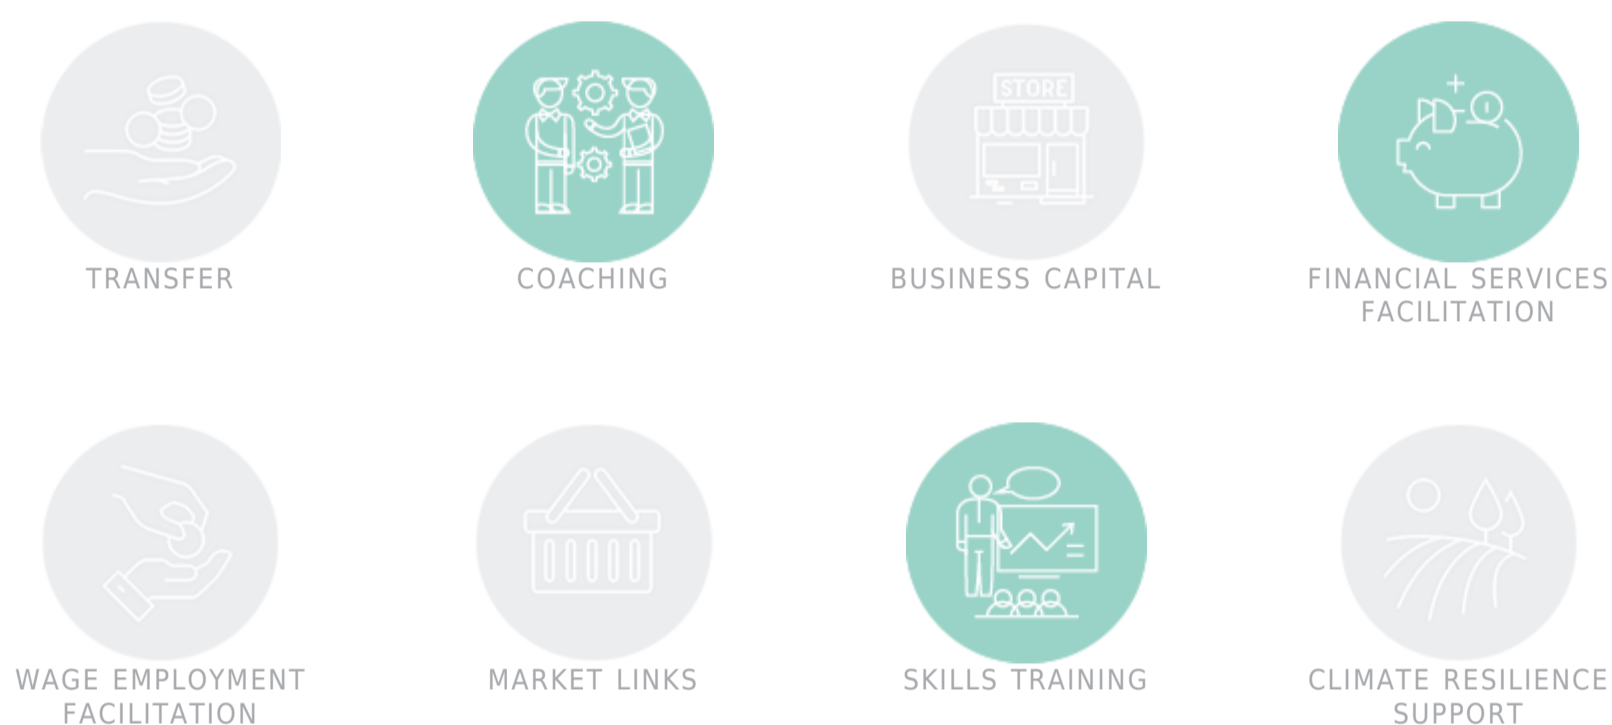 STORE
TRANSFER
COACHING
BUSINESS CAPITAL
FINANCIAL SERVICES
FACILITATION
WAGE EMPLOYMENT
FACILITATION
MARKET LINKS
SKILLS TRAINING
CLIMATE RESILIENCE
SUPPORT